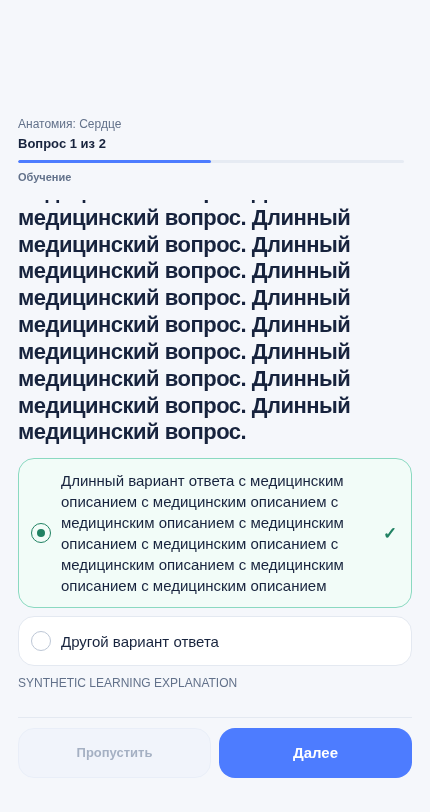 Анатомия: Сердце
Вопрос 1 из 2
Обучение
медицинский вопрос. Длинный
медицинский вопрос. Длинный
медицинский вопрос. Длинный
медицинский вопрос. Длинный
медицинский вопрос. Длинный
медицинский вопрос. Длинный
медицинский вопрос. Длинный
медицинский вопрос. Длинный
медицинский вопрос.
Длинный вариант ответа с медицинским
описанием с медицинским описанием с
медицинским описанием с медицинским
описанием с медицинским описанием с
медицинским описанием с медицинским
описанием с медицинским описанием
✓
Другой вариант ответа
SYNTHETIC LEARNING EXPLANATION
Пропустить
Далее